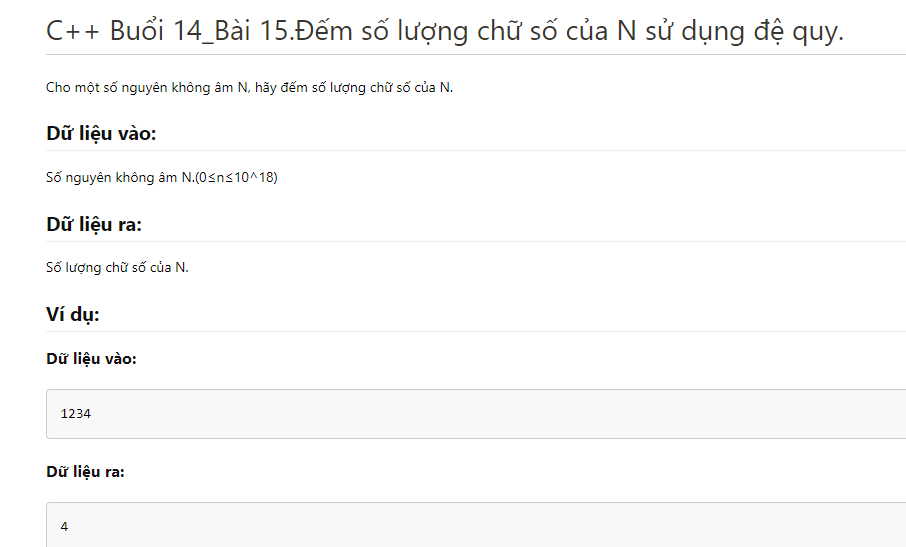 C++ Buổi 14_Bài 15.Đếm số lượng chữ số của N sử dụng đệ quy.
Cho một số nguyên không âm N, hãy đếm số lượng chữ số của N.
Dữ liệu vào:
Số nguyên không âm N.(0≤n≤10^18)
Dữ liệu ra:
Số lượng chữ số của N.
Ví dụ:
Dữ liệu vào:
1234
Dữ liệu ra:
4